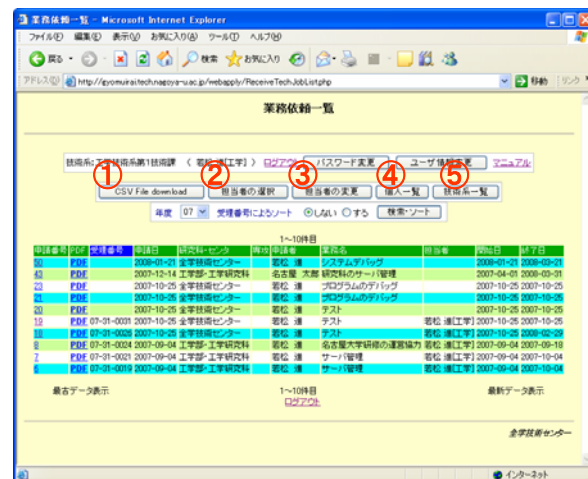 業務依頼一覧 - Microsoft Internet Explorer
ファイル(F) 編集(E) 表示(V) お気に入り(A) ツール(T) ヘルプ(H)
戻る 検索 お気に入り
アドレス(D) http://gyomuirai.tech.nagoya-u.ac.jp/webapply/ReceiveTechJobList.php 移動 リンク
業務依頼一覧
技術系:工学技術系第1技術課 〈 若松 進[工学] 〉 ログアウト パスワード変更 ユーザ情報変更 マニュアル
① ② ③ ④ ⑤
CSV File download 担当者の選択 担当者の変更 個人一覧 技術系一覧
年度 07 受理番号によるソート しない する 検索・ソート
1~10件目
申請番号 PDF 受理番号 申請日 研究科・センタ 専攻 申請者 業務名 担当者 開始日 終了日
50 PDF 2008-01-21 全学技術センター 若松 進 システムデバッグ 2008-01-21 2008-03-21
43 PDF 2007-12-14 工学部・工学研究科 名古屋 太郎 研究科のサーバ管理 2007-04-01 2008-03-31
23 PDF 2007-10-25 全学技術センター 若松 進 プログラムのデバッグ 2007-10-25 2007-10-25
21 PDF 2007-10-25 全学技術センター 若松 進 プログラムのデバッグ 2007-10-25 2007-10-25
20 PDF 2007-10-25 全学技術センター 若松 進 テスト 2007-10-25 2007-10-25
19 PDF 07-31-0031 2007-10-25 全学技術センター 若松 進 テスト 若松 進[工学] 2007-10-25 2007-10-25
18 PDF 07-31-0028 2007-10-25 全学技術センター 若松 進 テスト 若松 進[工学] 2007-10-25 2008-02-29
8 PDF 07-31-0024 2007-09-04 工学部・工学研究科 若松 進 名古屋大学研修の運営協力 若松 進[工学] 2007-09-04 2007-09-18
7 PDF 07-31-0021 2007-09-04 工学部・工学研究科 若松 進 サーバ管理 若松 進[工学] 2007-09-04 2007-10-04
6 PDF 07-31-0019 2007-09-04 工学部・工学研究科 若松 進 サーバ管理 若松 進[工学] 2007-09-04 2007-10-04
最古データ表示 1~10件目 最新データ表示
ログアウト
全学技術センター
インターネット